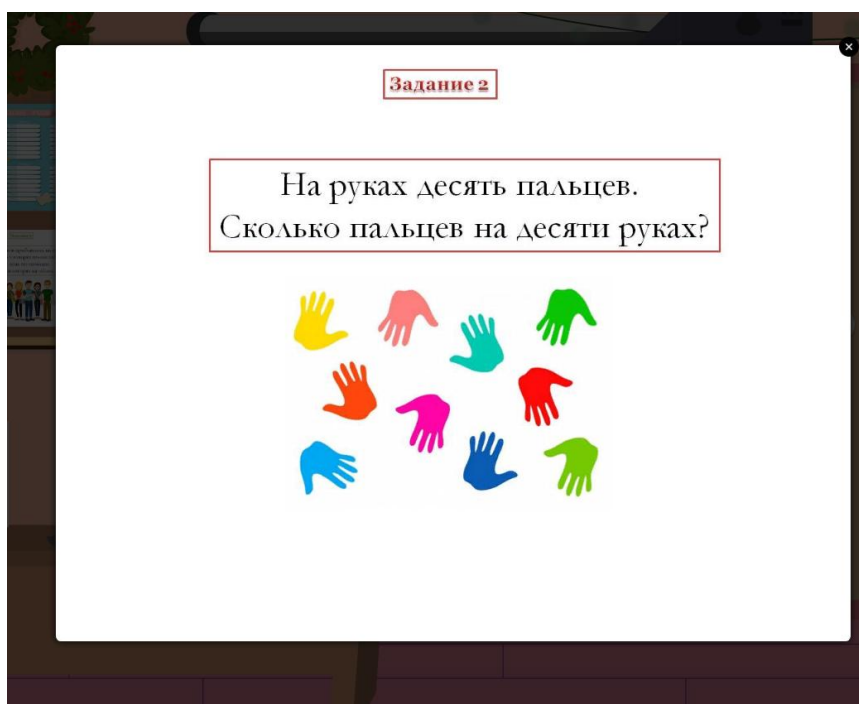 Задание 2
На руках десять пальцев.
Сколько пальцев на десяти руках?